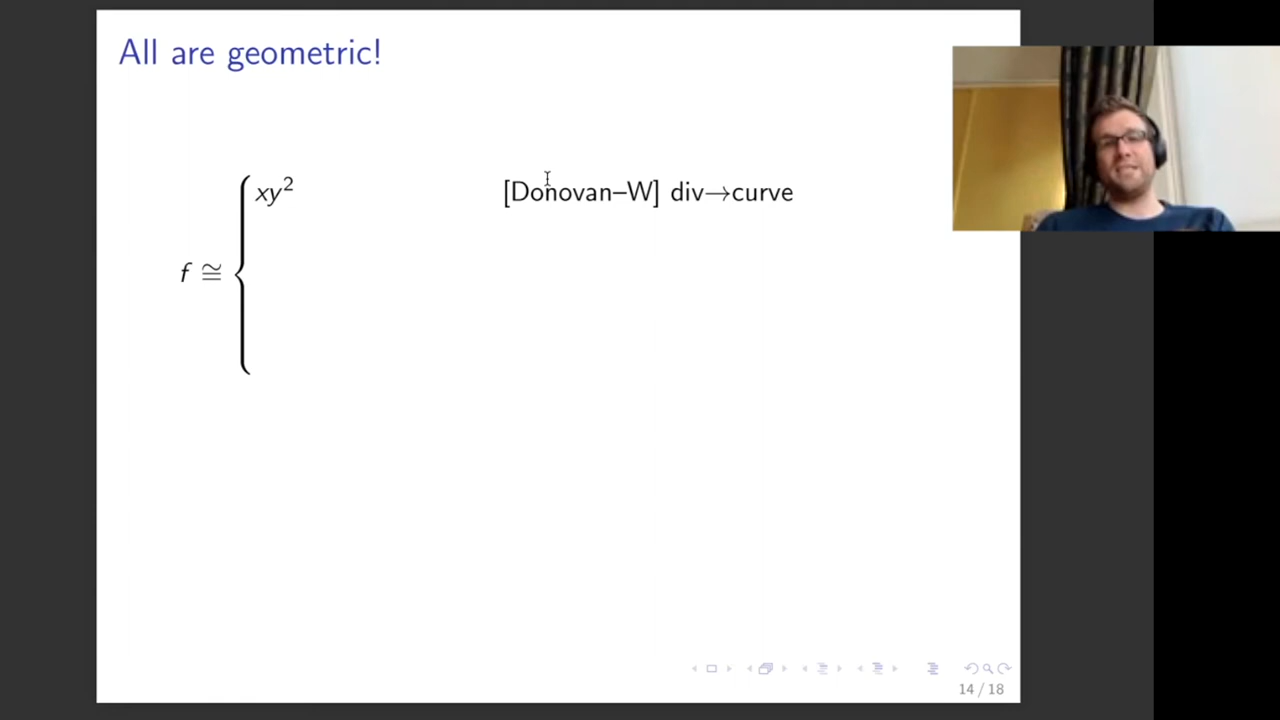 All are geometric!
f ≅ { xy² [Donovan–W] div→curve
14 / 18